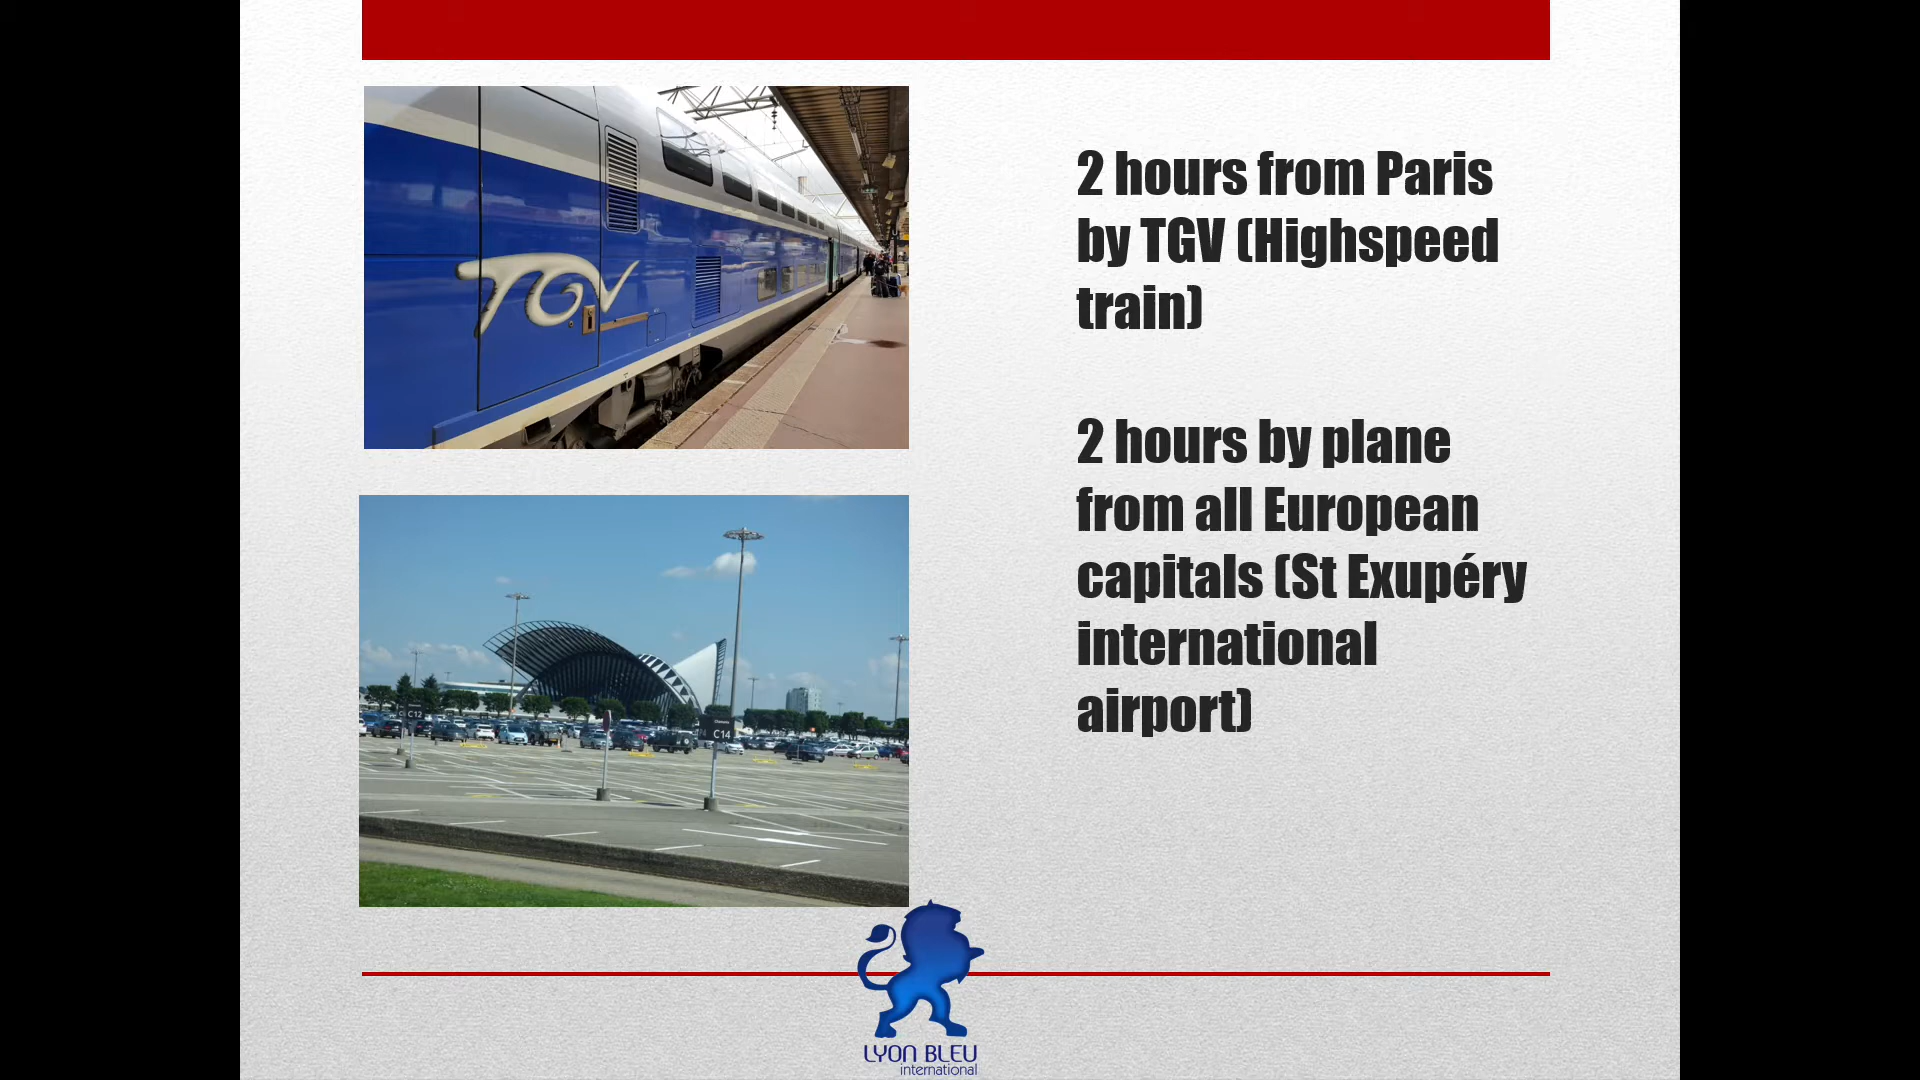 TGV
2 hours from Paris
by TGV (Highspeed
train)
2 hours by plane
from all European
capitals (St Exupéry
international
airport)
C12
C14
LYON BLEU
international